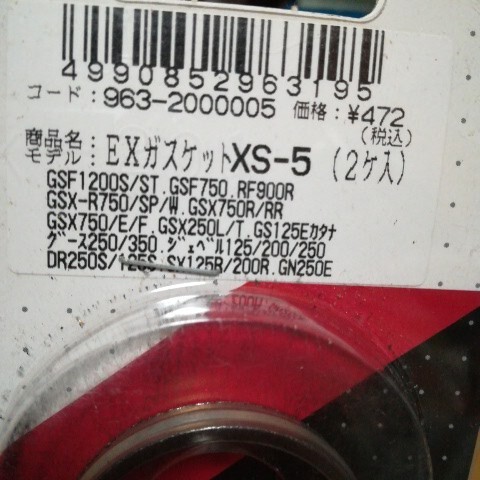 4990852963195
コード：963-2000005 価格：￥472
(税込)
商品名：EXガスケットXS-5 (2ケ入)
モデル：
GSF1200S/ST．GSF750．RF900R
GSX-R750/SP/W．GSX750R/RR
GSX750/E/F．GSX250L/T．GS125Eカタナ
グース250/350．ジェベル125/200/250
DR250S/125S．SX125R/200R．GN250E